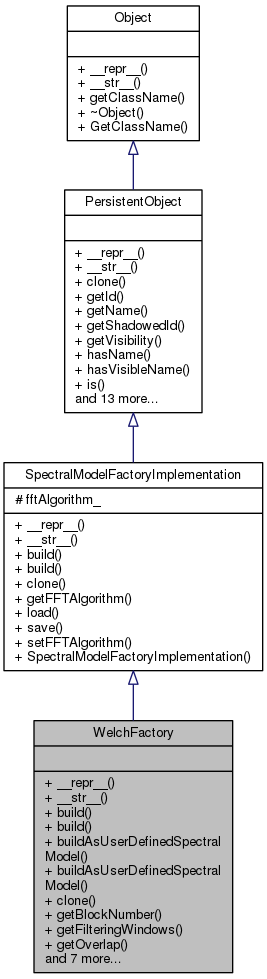 Object
+ __repr__()
+ __str__()
+ getClassName()
+ ~Object()
+ GetClassName()
PersistentObject
+ __repr__()
+ __str__()
+ clone()
+ getId()
+ getName()
+ getShadowedId()
+ getVisibility()
+ hasName()
+ hasVisibleName()
+ is()
and 13 more...
SpectralModelFactoryImplementation
# fftAlgorithm_
+ __repr__()
+ __str__()
+ build()
+ build()
+ clone()
+ getFFTAlgorithm()
+ load()
+ save()
+ setFFTAlgorithm()
+ SpectralModelFactoryImplementation()
WelchFactory
+ __repr__()
+ __str__()
+ build()
+ build()
+ buildAsUserDefinedSpectral
Model()
+ buildAsUserDefinedSpectral
Model()
+ clone()
+ getBlockNumber()
+ getFilteringWindows()
+ getOverlap()
and 7 more...